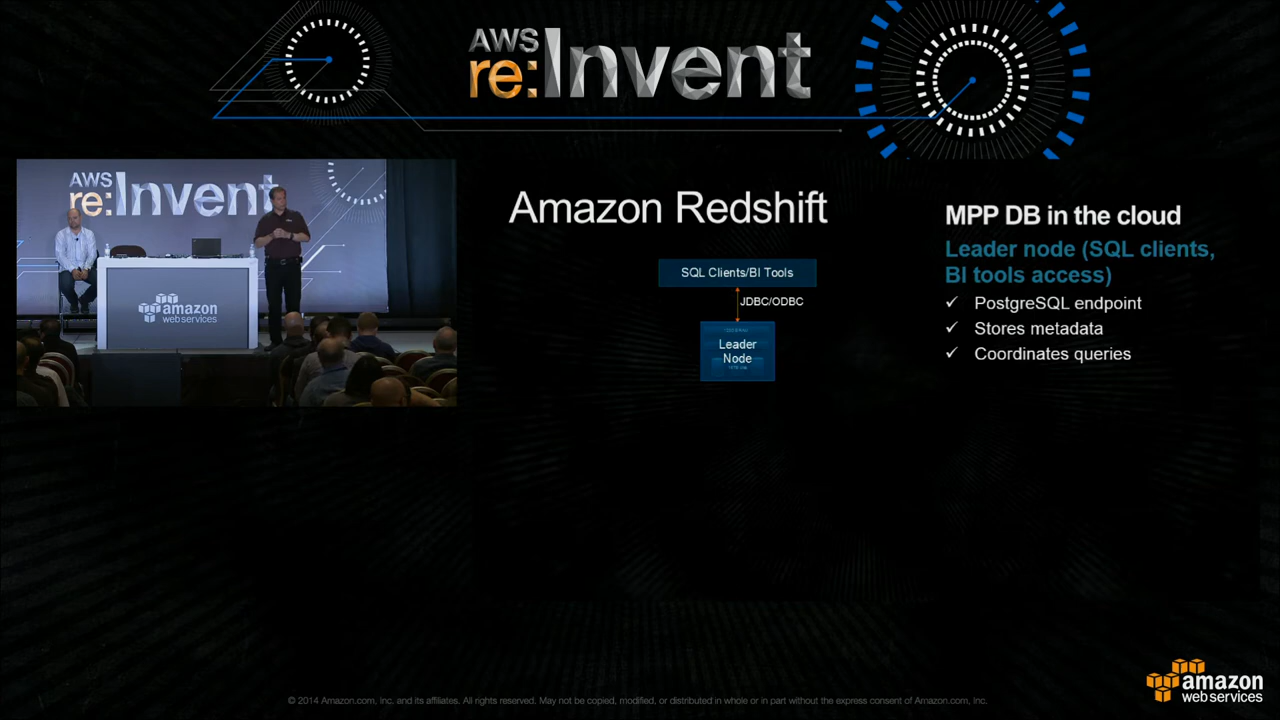 AWS
re:Invent
AWS
re:Invent
amazon
web services
Amazon Redshift
SQL Clients/BI Tools
JDBC/ODBC
Leader
Node
MPP DB in the cloud
Leader node (SQL clients,
BI tools access)
✓ PostgreSQL endpoint
✓ Stores metadata
✓ Coordinates queries
© 2014 Amazon.com, Inc. and its affiliates. All rights reserved. May not be copied, modified, or distributed in whole or in part without the express consent of Amazon.com, Inc.
amazon
web services